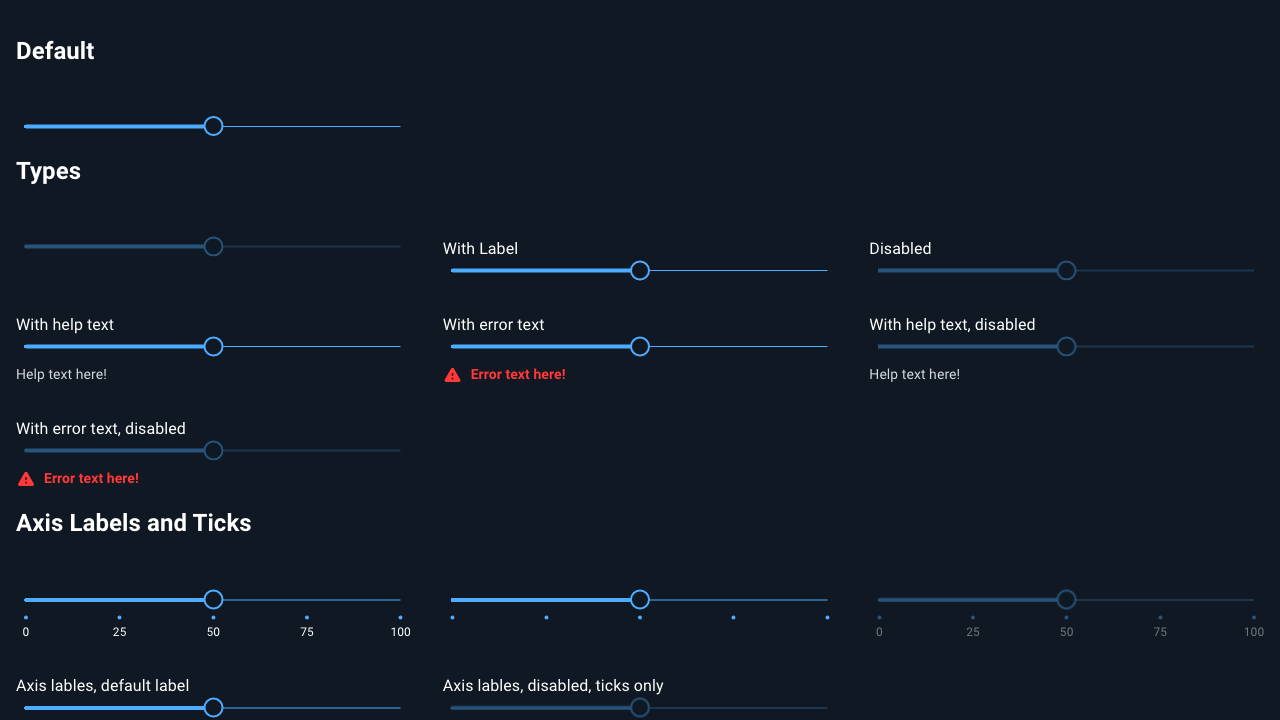 Default
Types
With Label
Disabled
With help text
With error text
With help text, disabled
Help text here!
Error text here!
Help text here!
With error text, disabled
Error text here!
Axis Labels and Ticks
0 25 50 75 100
0 25 50 75 100
Axis lables, default label
Axis lables, disabled, ticks only